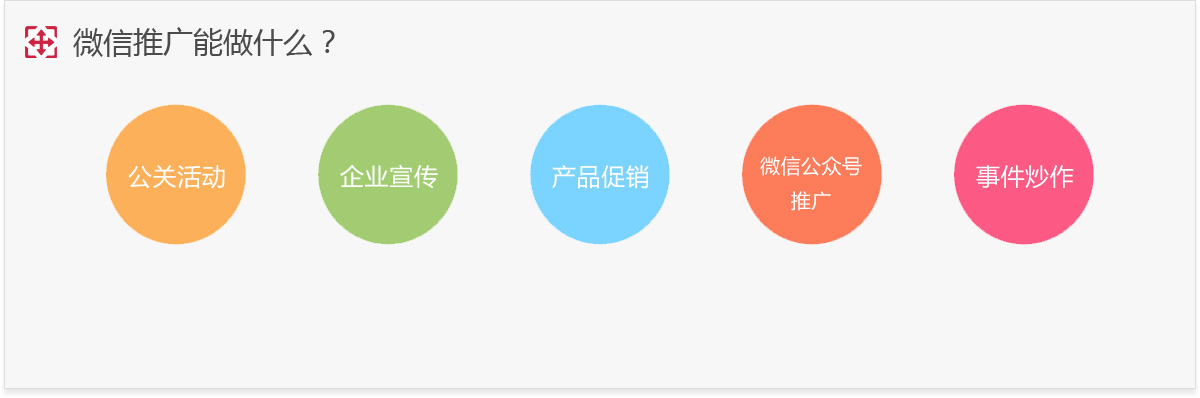 微信推广能做什么？
公关活动
企业宣传
产品促销
微信公众号
推广
事件炒作